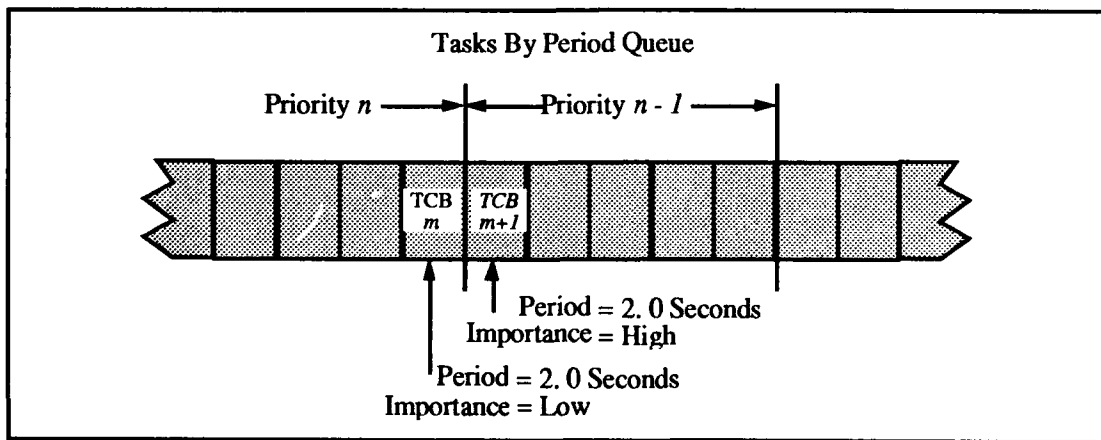 Tasks By Period Queue
Priority n
Priority n - 1
TCB
m
TCB
m+1
Period = 2. 0 Seconds
Importance = High
Period = 2. 0 Seconds
Importance = Low